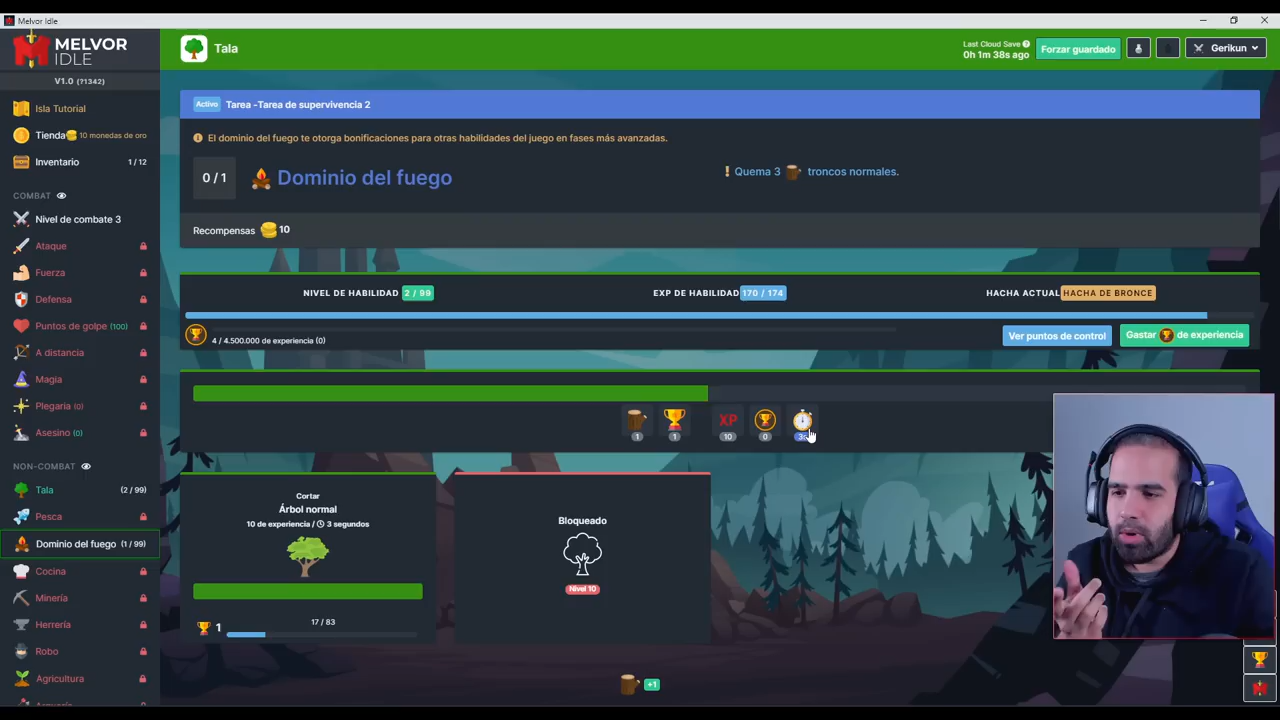 Melvor Idle
MELVOR
IDLE
V1.0 (?1342)
Isla Tutorial
Tienda 10 monedas de oro
Inventario 1 / 12
COMBAT
Nivel de combate 3
Ataque
Fuerza
Defensa
Puntos de golpe (100)
A distancia
Magia
Plegaria (0)
Asesino (0)
NON-COMBAT
Tala (2 / 99)
Pesca
Dominio del fuego (1 / 99)
Cocina
Minería
Herrería
Robo
Agricultura
Tala
Last Cloud Save
0h 1m 38s ago
Forzar guardado
Gerikun
Activo Tarea -Tarea de supervivencia 2
El dominio del fuego te otorga bonificaciones para otras habilidades del juego en fases más avanzadas.
0 / 1 Dominio del fuego
Quema 3 troncos normales.
Recompensas 10
NIVEL DE HABILIDAD 2 / 99
EXP DE HABILIDAD 170 / 174
HACHA ACTUAL HACHA DE BRONCE
4 / 4.500.000 de experiencia (0)
Ver puntos de control
Gastar de experiencia
XP
1 1 10 0
Cortar
Árbol normal
10 de experiencia / 3 segundos
1 17 / 83
Bloqueado
Nivel 10
+1